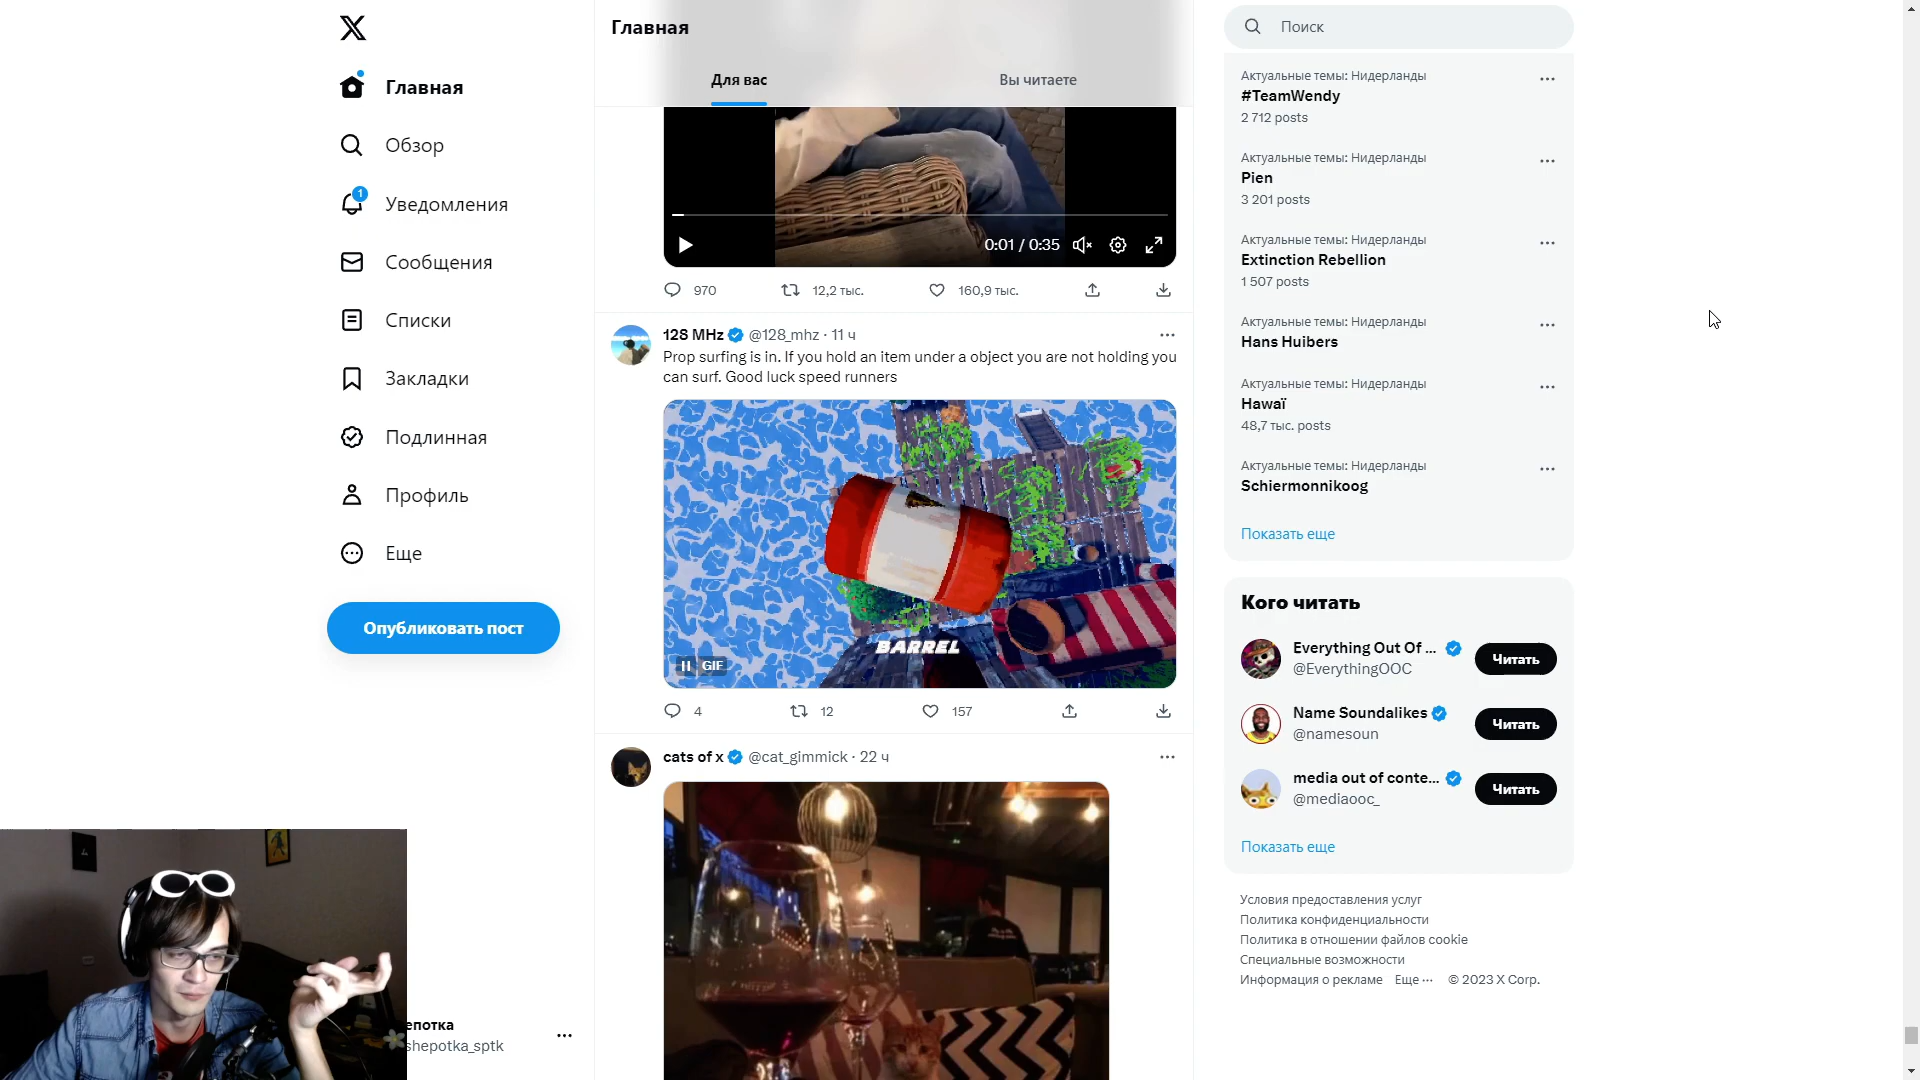 Главная
Обзор
1
Уведомления
Сообщения
Списки
Закладки
Подлинная
Профиль
Еще
Опубликовать пост
епотка
shepotka_sptk
Главная
Для вас
Вы читаете
0:01 / 0:35
970
12,2 тыс.
160,9 тыс.
128 MHz @128_mhz · 11 ч
Prop surfing is in. If you hold an item under a object you are not holding you
can surf. Good luck speed runners
BARREL
GIF
4
12
157
cats of x @cat_gimmick · 22 ч
Поиск
Актуальные темы: Нидерланды
#TeamWendy
2 712 posts
Актуальные темы: Нидерланды
Pien
3 201 posts
Актуальные темы: Нидерланды
Extinction Rebellion
1 507 posts
Актуальные темы: Нидерланды
Hans Huibers
Актуальные темы: Нидерланды
Hawaï
48,7 тыс. posts
Актуальные темы: Нидерланды
Schiermonnikoog
Показать еще
Кого читать
Everything Out Of ...
@EverythingOOC
Читать
Name Soundalikes
@namesoun
Читать
media out of conte...
@mediaooc_
Читать
Показать еще
Условия предоставления услуг
Политика конфиденциальности
Политика в отношении файлов cookie
Специальные возможности
Информация о рекламе Еще ··· © 2023 X Corp.